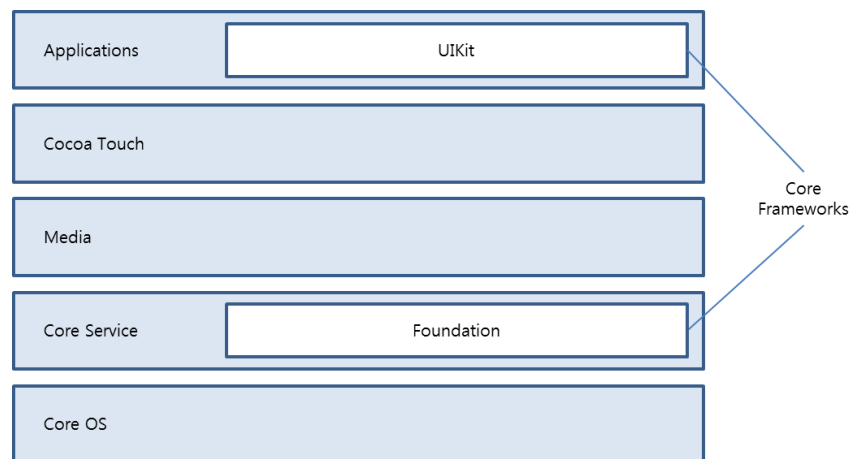 Applications
UIKit
Cocoa Touch
Media
Core
Frameworks
Core Service
Foundation
Core OS